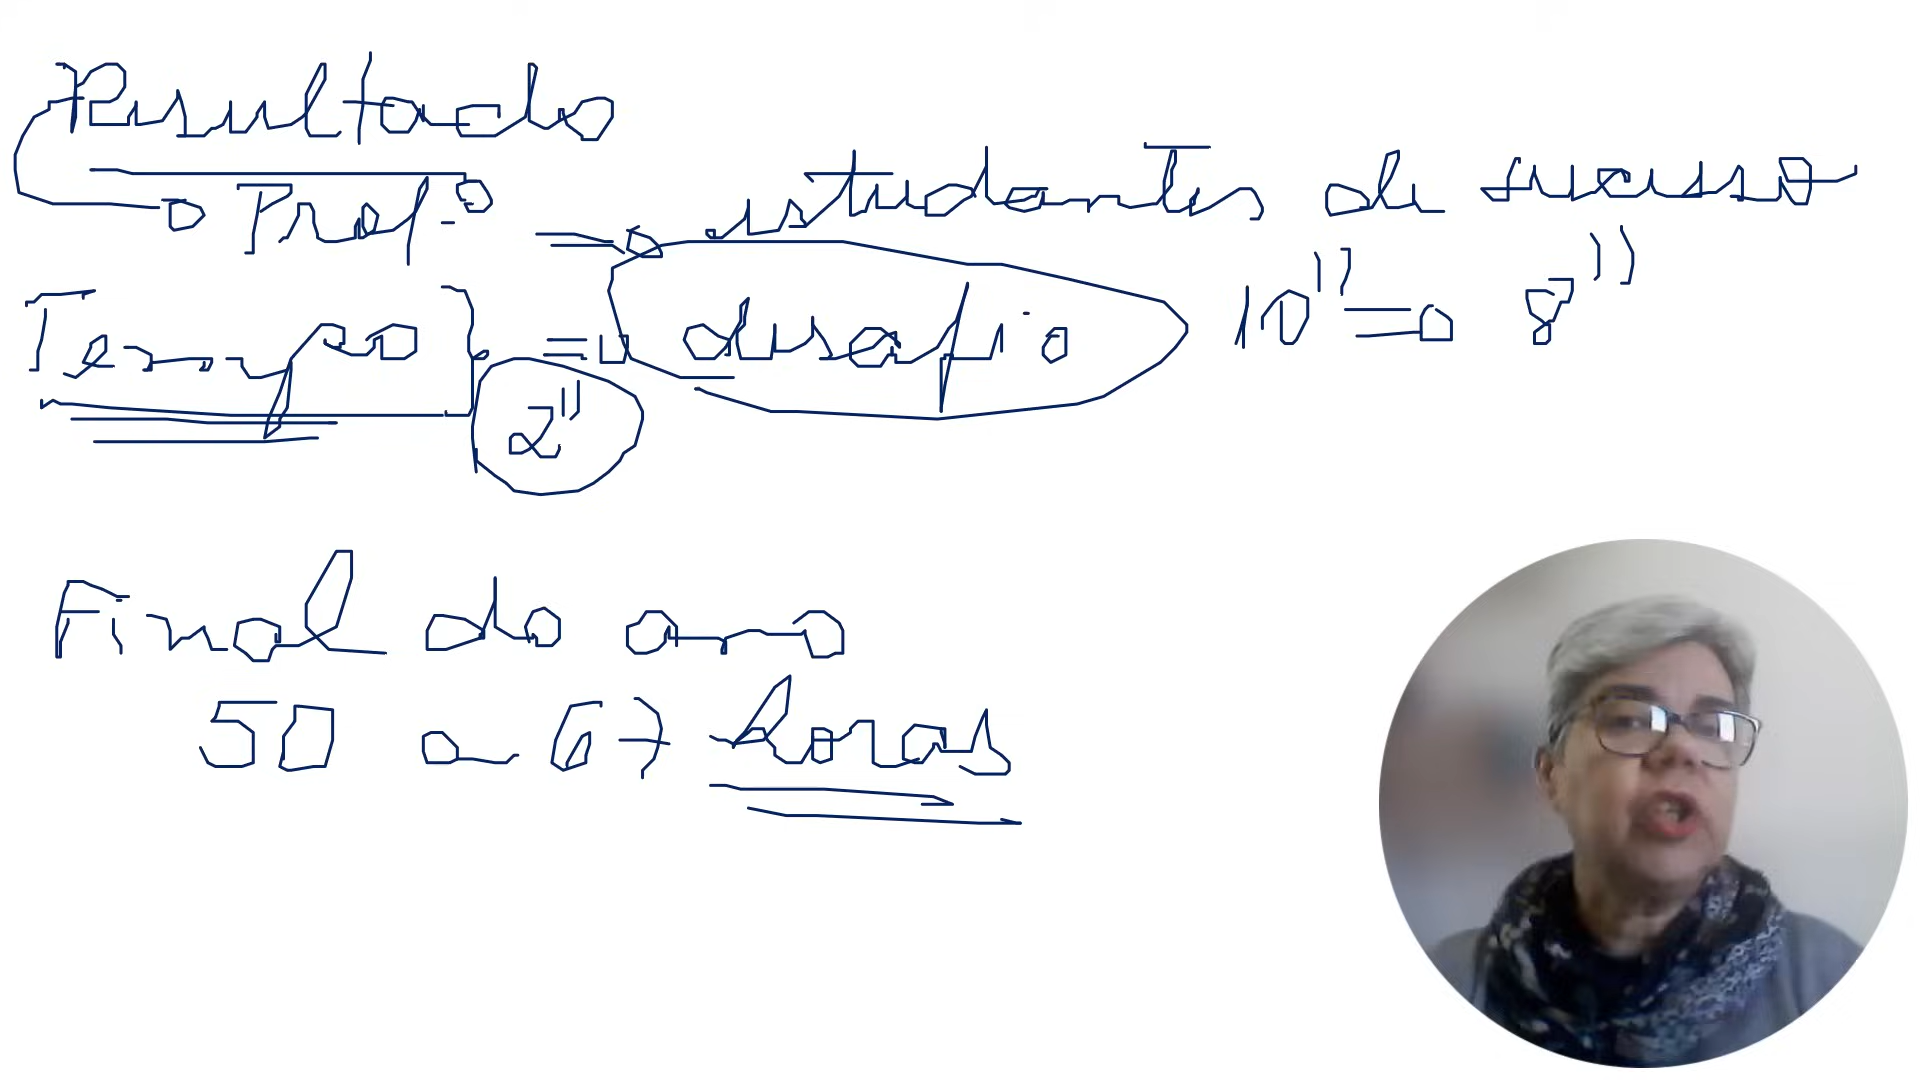 Resultado
→ Prof.º ⇒ estudantes de sucesso
Tempo } ⇒ desafio 10'' ⇒ 8''
2''
Final do ano
50 a 67 horas